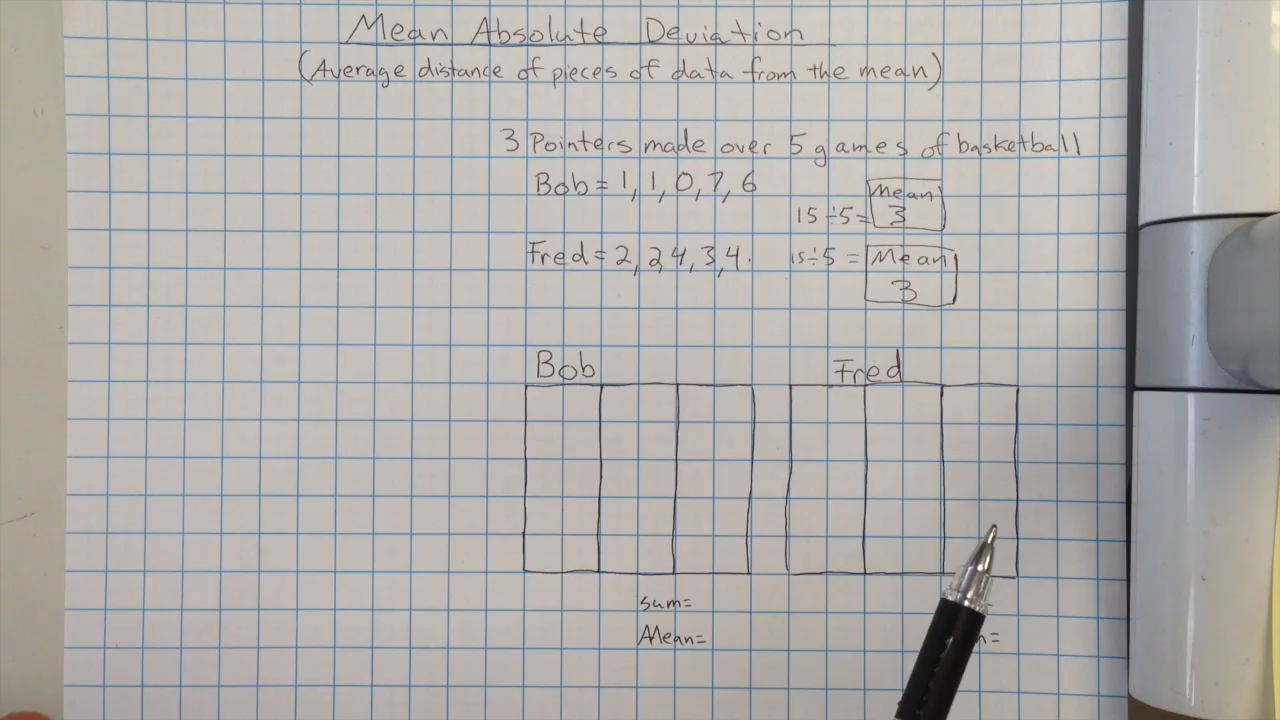 Mean Absolute Deviation
(Average distance of pieces of data from the mean)
3 Pointers made over 5 games of basketball
Bob = 1, 1, 0, 7, 6
15 ÷ 5 = Mean 3
Fred = 2, 2, 4, 3, 4.
15 ÷ 5 = Mean 3
Bob Fred
sum=
Mean=